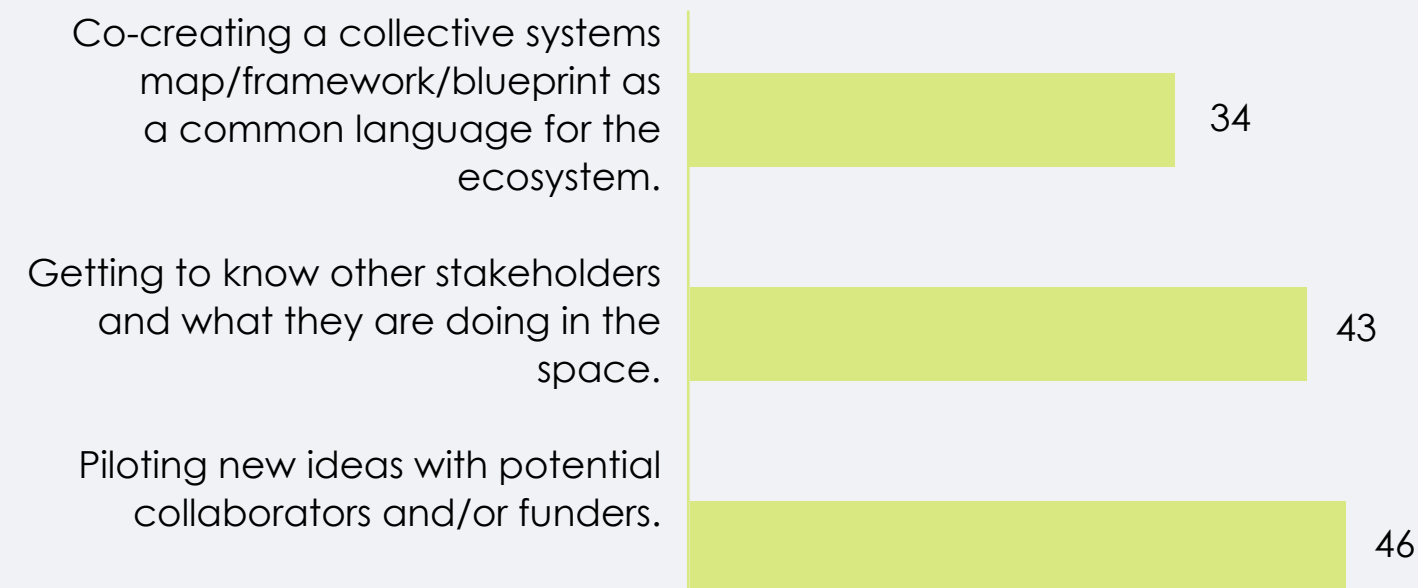 Co-creating a collective systems
map/framework/blueprint as
a common language for the
ecosystem.
34
Getting to know other stakeholders
and what they are doing in the
space.
43
Piloting new ideas with potential
collaborators and/or funders.
46